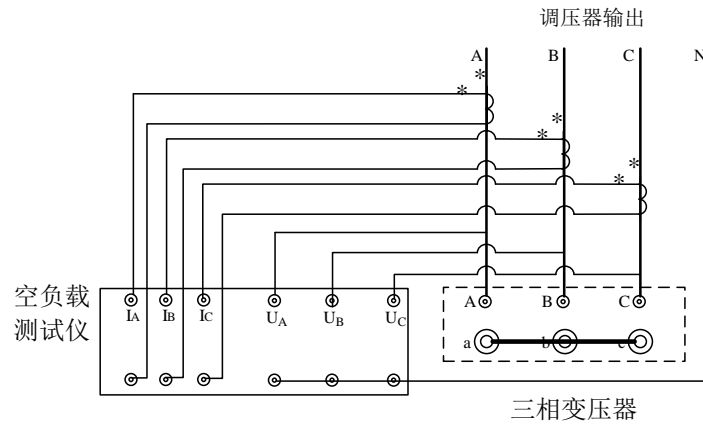 调压器输出
A B C N
* *
* *
* *
空负载
测试仪
IA IB IC UA UB UC
A B C
a b c
三相变压器